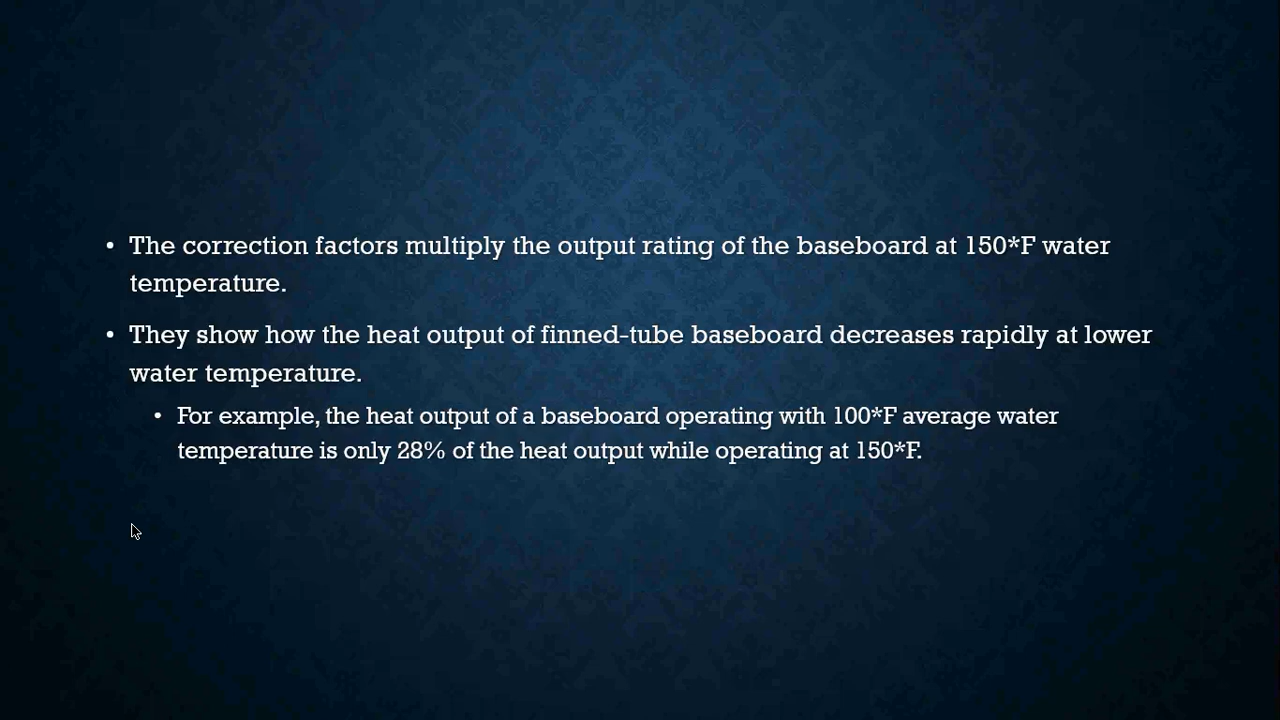 • The correction factors multiply the output rating of the baseboard at 150*F water
temperature.
• They show how the heat output of finned-tube baseboard decreases rapidly at lower
water temperature.
• For example, the heat output of a baseboard operating with 100*F average water
temperature is only 28% of the heat output while operating at 150*F.